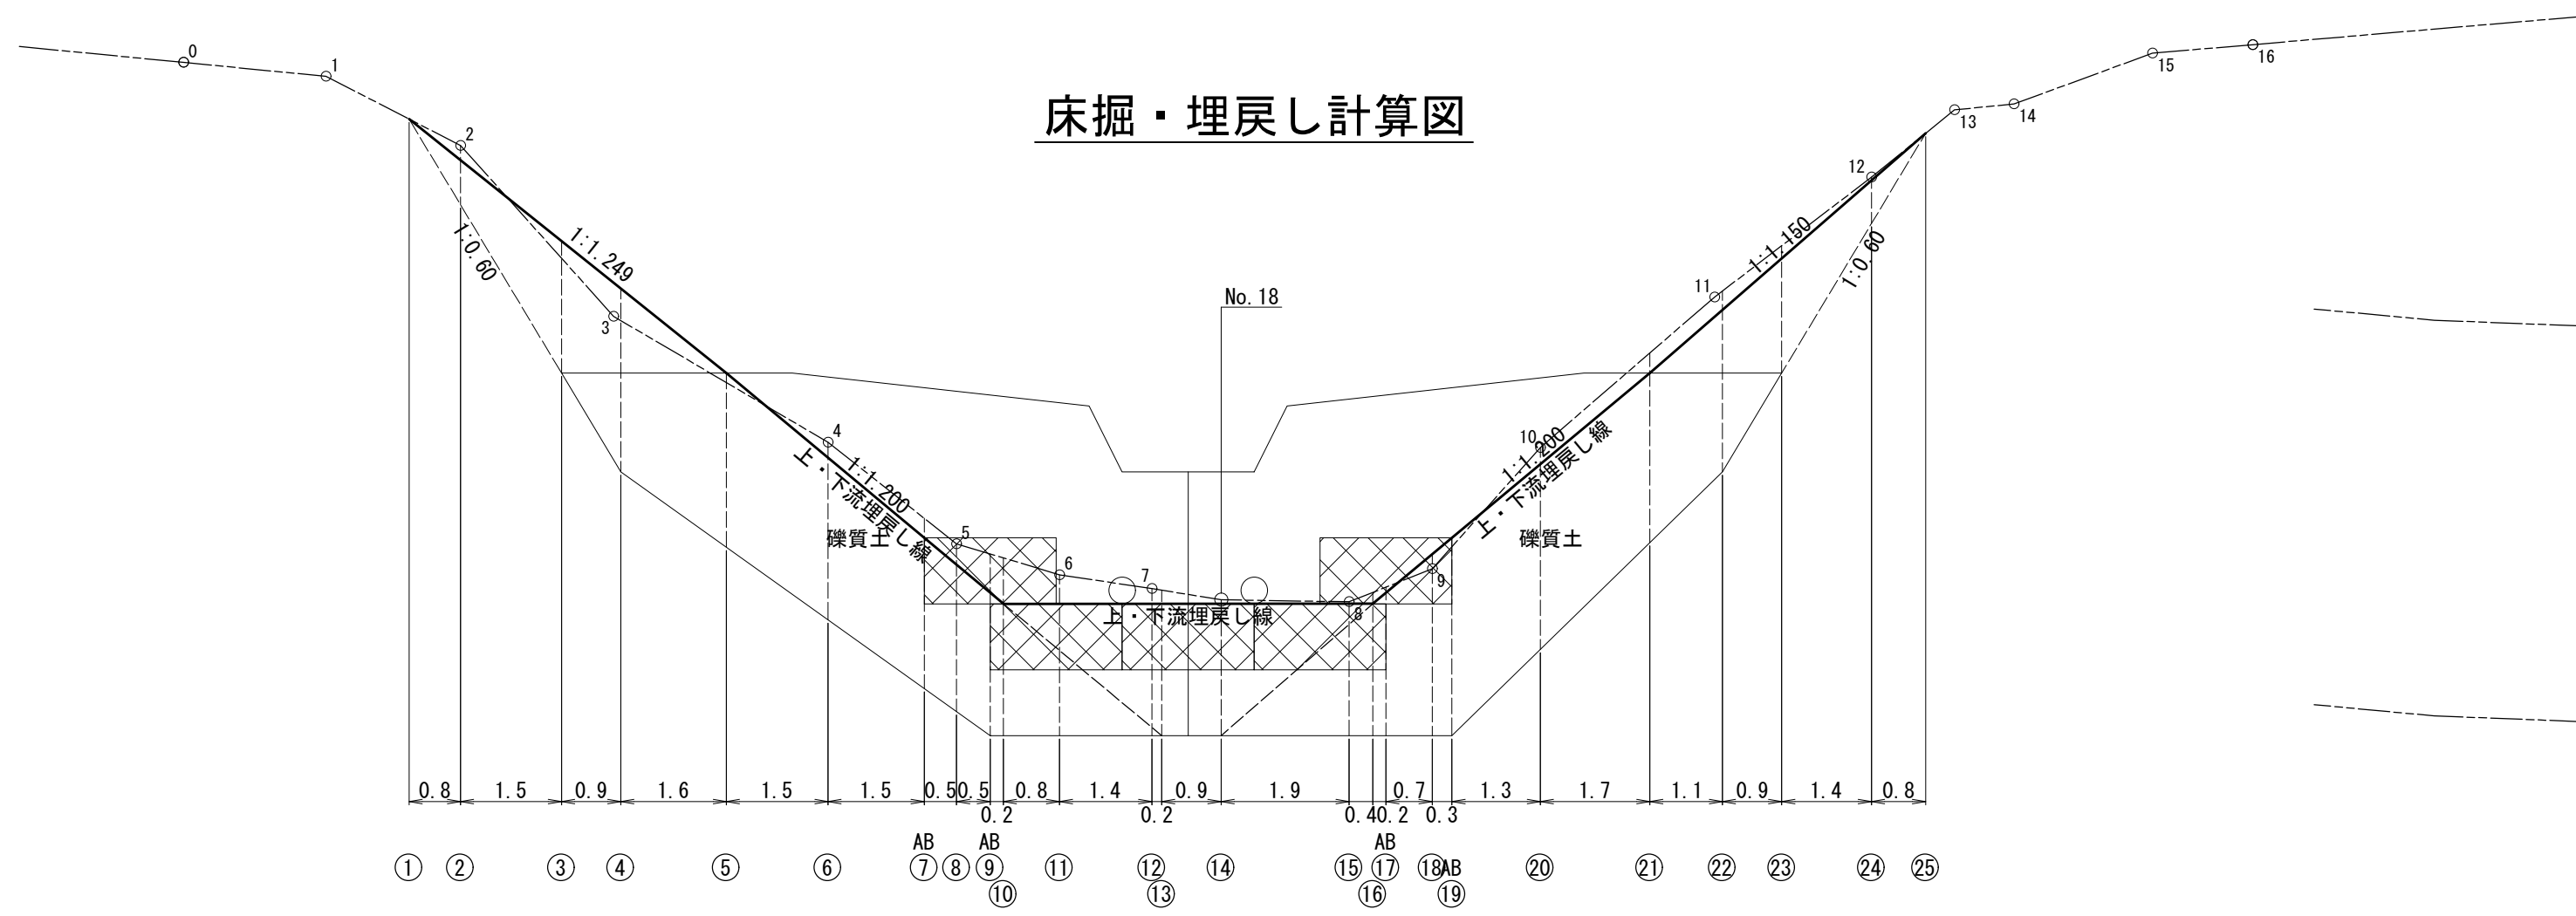 床掘・埋戻し計算図
0
1
2
3
4
5
6
7
8
9
10
11
12
13
14
15
16
1:0.60
1:1.249
No.18
1:1.150
1:0.60
1:1.200
上・下流埋戻し線
礫質土
1:1.200
上・下流埋戻し線
礫質土
上・下流埋戻し線
0.8 1.5 0.9 1.6 1.5 1.5 0.5 0.5 0.8 1.4 0.9 1.9 0.7 1.3 1.7 1.1 0.9 1.4 0.8
0.2 0.2 0.4 0.2 0.3
AB AB AB
① ② ③ ④ ⑤ ⑥ ⑦ ⑧ ⑨ ⑪ ⑫ ⑭ ⑮ ⑰ ⑱ AB ⑳ ㉑ ㉒ ㉓ ㉔ ㉕
⑩ ⑬ ⑯ ⑲